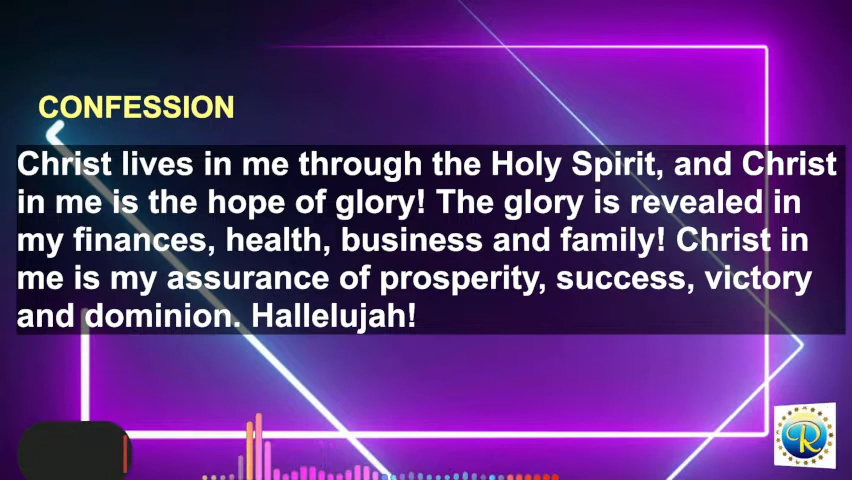 CONFESSION
Christ lives in me through the Holy Spirit, and Christ
in me is the hope of glory! The glory is revealed in
my finances, health, business and family! Christ in
me is my assurance of prosperity, success, victory
and dominion. Hallelujah!
R